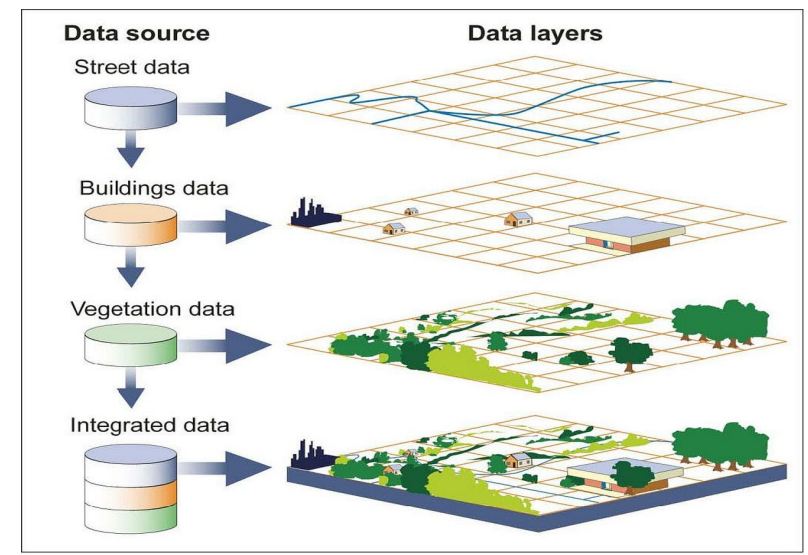 Data source
Data layers
Street data
Buildings data
Vegetation data
Integrated data